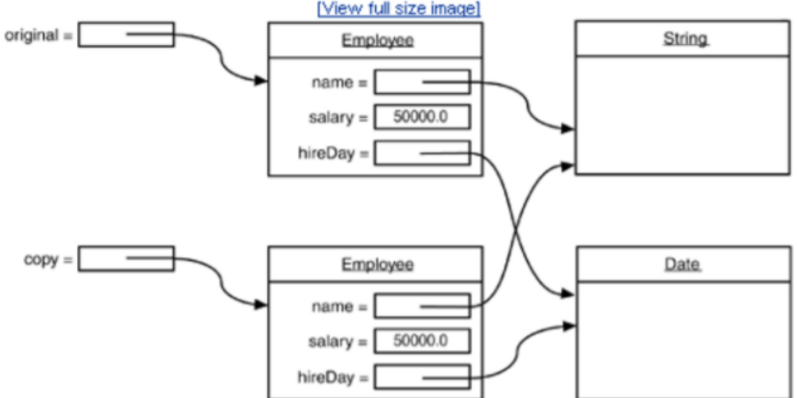 [View full size image]
original =
Employee
String
name =
salary = 50000.0
hireDay =
copy =
Employee
Date
name =
salary = 50000.0
hireDay =